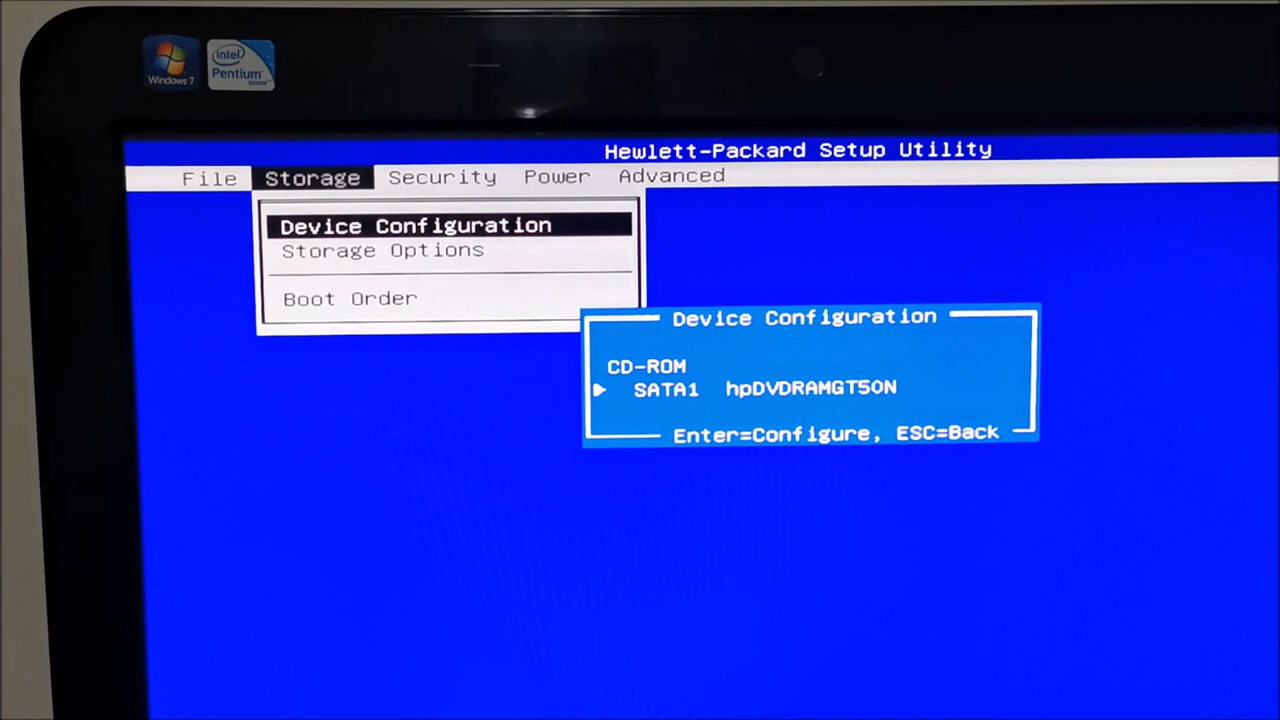 Windows 7
intel
Pentium
Hewlett-Packard Setup Utility
File Storage Security Power Advanced
Device Configuration
Storage Options
Boot Order
Device Configuration
CD-ROM
SATA1 hpDVDRAMGT50N
Enter=Configure, ESC=Back